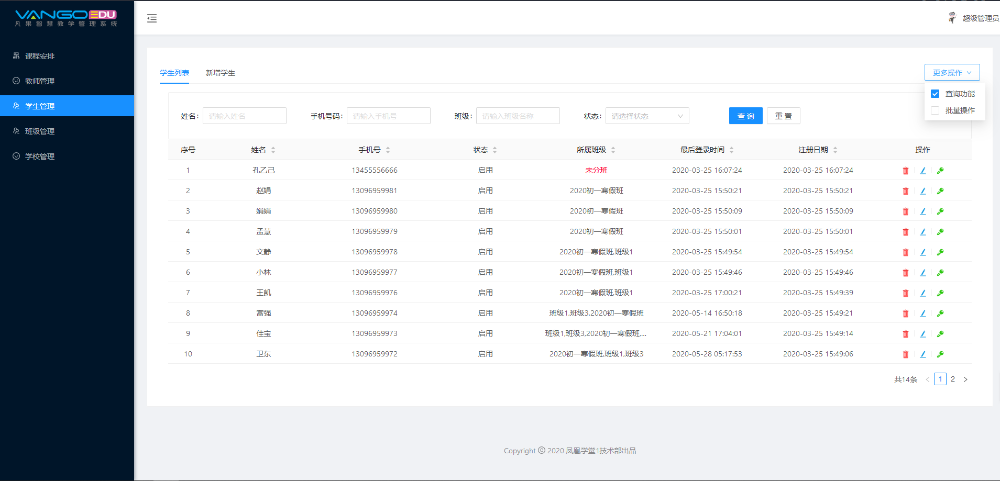 VANGOEDU
凡果智慧教学管理系统
超级管理员
课程安排
教师管理
学生管理
班级管理
学校管理
学生列表 新增学生 更多操作
查询功能
批量操作
姓名: 请输入姓名 手机号码: 请输入手机号 班级: 请输入班级名称 状态: 请选择状态 查 询 重 置
序号 姓名 手机号 状态 所属班级 最后登录时间 注册日期 操作
1 孔乙己 13455556666 启用 未分班 2020-03-25 16:07:24 2020-03-25 16:07:24
2 赵娟 13096959981 启用 2020初一寒假班 2020-03-25 15:50:21 2020-03-25 15:50:21
3 娟娟 13096959980 启用 2020初一寒假班 2020-03-25 15:50:09 2020-03-25 15:50:09
4 孟慧 13096959979 启用 2020初一寒假班 2020-03-25 15:50:01 2020-03-25 15:50:01
5 文静 13096959978 启用 2020初一寒假班,班级1 2020-03-25 15:49:54 2020-03-25 15:49:54
6 小林 13096959977 启用 2020初一寒假班,班级1 2020-03-25 15:49:46 2020-03-25 15:49:46
7 王凯 13096959976 启用 2020初一寒假班,班级1 2020-03-25 17:00:21 2020-03-25 15:49:39
8 富强 13096959974 启用 班级1,班级3,2020初一寒假班 2020-05-14 16:50:18 2020-03-25 15:49:21
9 佳宝 13096959973 启用 班级1,班级3,2020初一寒假班,... 2020-05-21 17:04:01 2020-03-25 15:49:14
10 卫东 13096959972 启用 2020初一寒假班,班级1,班级3 2020-05-28 05:17:53 2020-03-25 15:49:06
共14条 < 1 2 >
Copyright © 2020 凤凰学堂1技术部出品